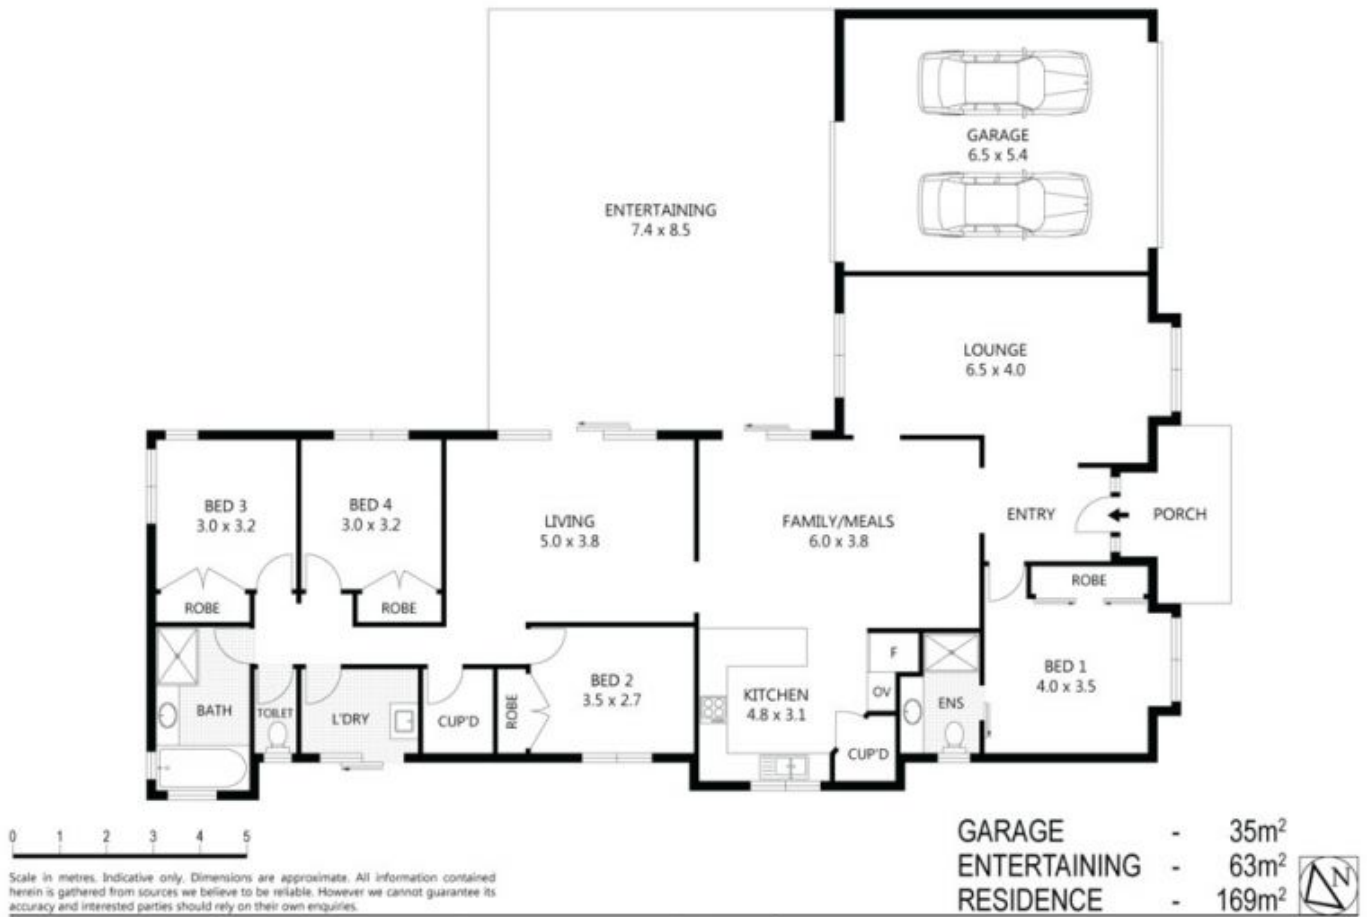 GARAGE
6.5 x 5.4
ENTERTAINING
7.4 x 8.5
LOUNGE
6.5 x 4.0
BED 3
3.0 x 3.2
BED 4
3.0 x 3.2
LIVING
5.0 x 3.8
FAMILY/MEALS
6.0 x 3.8
ENTRY
PORCH
ROBE
ROBE
ROBE
BED 1
4.0 x 3.5
F
OV
ENS
KITCHEN
4.8 x 3.1
CUP'D
BED 2
3.5 x 2.7
ROBE
CUP'D
L'DRY
TOILET
BATH
0 1 2 3 4 5
Scale in metres. Indicative only. Dimensions are approximate. All information contained
herein is gathered from sources we believe to be reliable. However we cannot guarantee its
accuracy and interested parties should rely on their own enquiries.
GARAGE - 35m²
ENTERTAINING - 63m²
RESIDENCE - 169m²
N